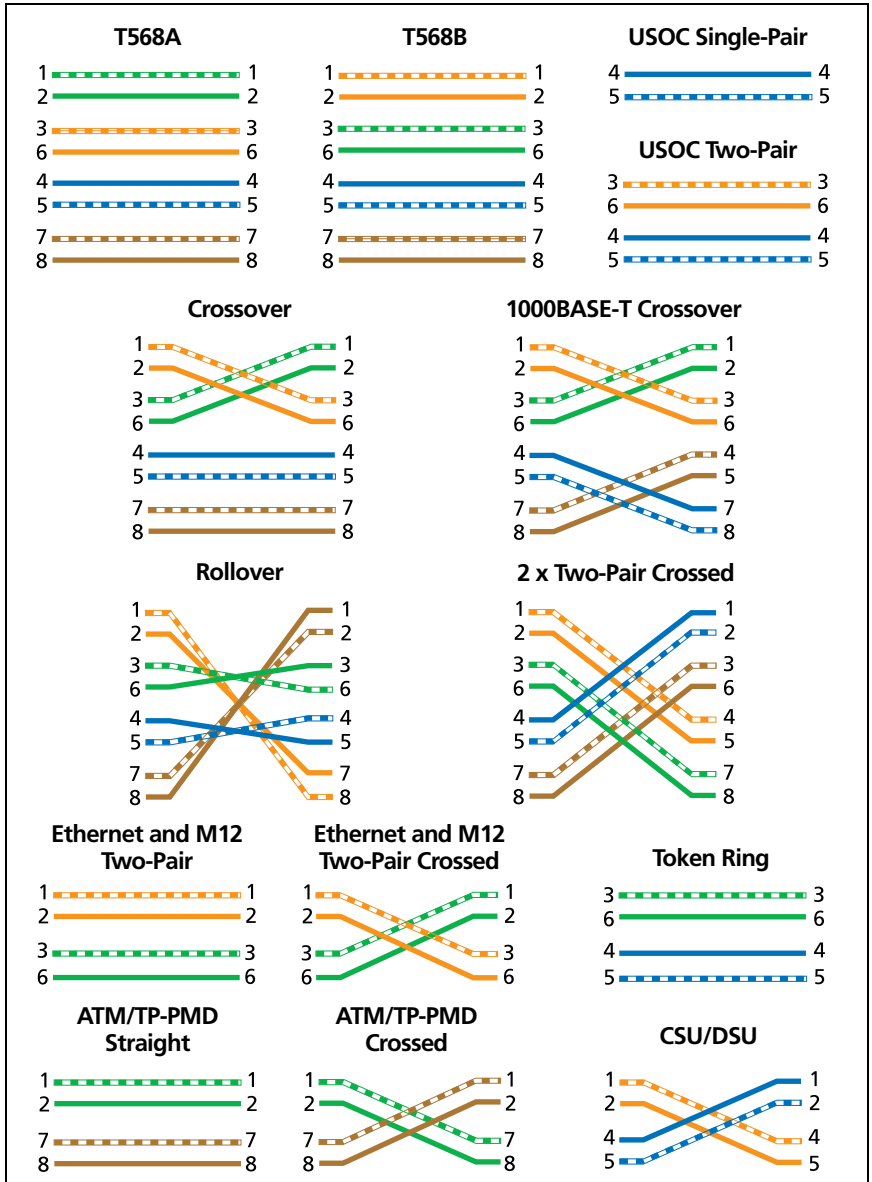 T568A T568B USOC Single-Pair
1 1 1 1 4 4
2 2 2 2 5 5
3 3 3 3
6 6 6 6 USOC Two-Pair
4 4 4 4 3 3
5 5 5 5 6 6
7 7 7 7 4 4
8 8 8 8 5 5
Crossover 1000BASE-T Crossover
1 1 1 1
2 2 2 2
3 3 3 3
6 6 6 6
4 4 4 4
5 5 5 5
7 7 7 7
8 8 8 8
Rollover 2 x Two-Pair Crossed
1 1 1 1
2 2 2 2
3 3 3 3
6 6 6 6
4 4 4 4
5 5 5 5
7 7 7 7
8 8 8 8
Ethernet and M12 Ethernet and M12
Two-Pair Two-Pair Crossed Token Ring
1 1 1 1 3 3
2 2 2 2 6 6
3 3 3 3 4 4
6 6 6 6 5 5
ATM/TP-PMD ATM/TP-PMD
Straight Crossed CSU/DSU
1 1 1 1 1 1
2 2 2 2 2 2
7 7 7 7 4 4
8 8 8 8 5 5